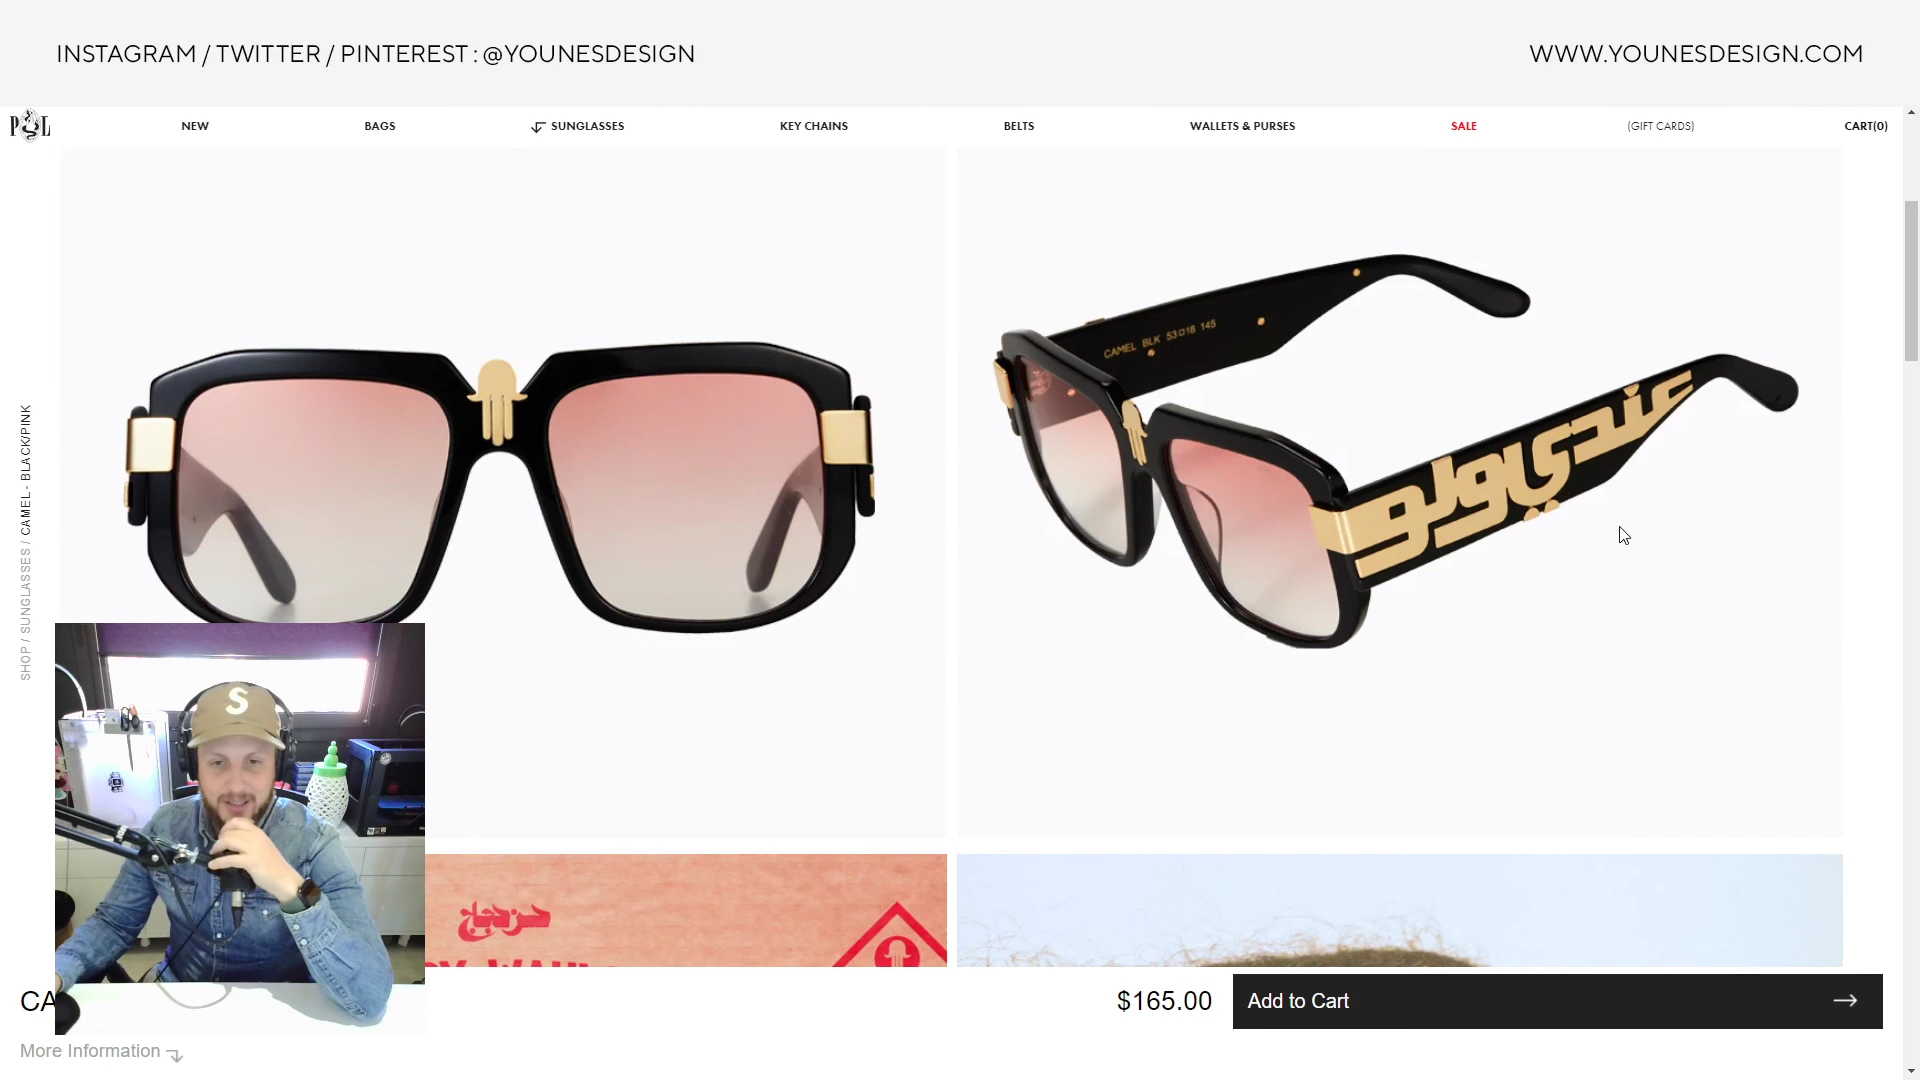 INSTAGRAM / TWITTER / PINTEREST : @YOUNESDESIGN
WWW.YOUNESDESIGN.COM
NEW
BAGS
SUNGLASSES
KEY CHAINS
BELTS
WALLETS & PURSES
SALE
(GIFT CARDS)
CART(0)
SHOP / SUNGLASSES / CAMEL - BLACK/PINK
CAMEL BLK 53□18 145
عندي بولو
S
$165.00
Add to Cart
More Information